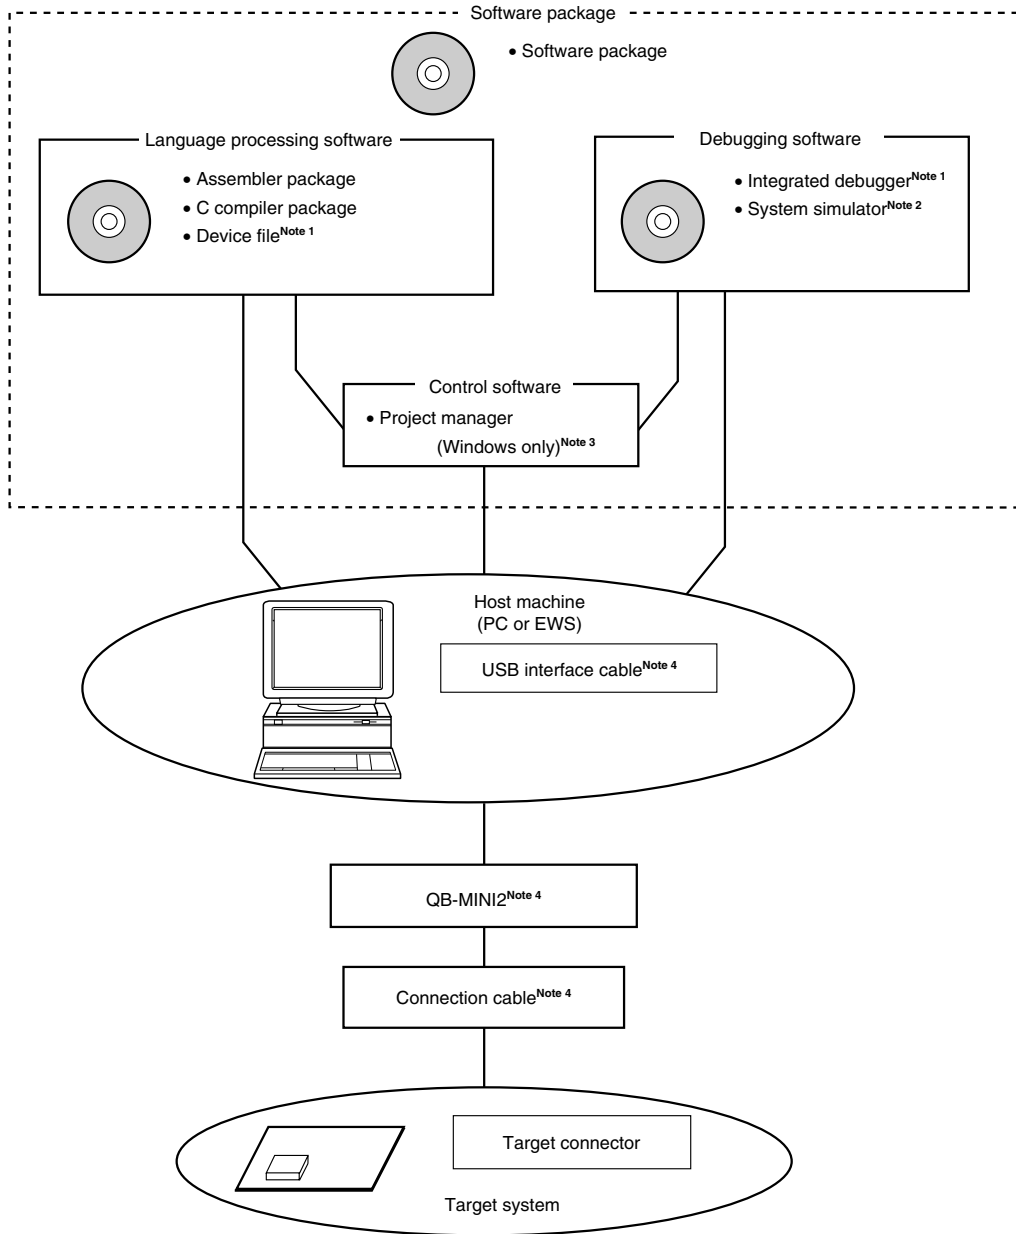 Software package
• Software package
Language processing software
• Assembler package
• C compiler package
• Device fileNote 1
Debugging software
• Integrated debuggerNote 1
• System simulatorNote 2
Control software
• Project manager
(Windows only)Note 3
Host machine
(PC or EWS)
USB interface cableNote 4
QB-MINI2Note 4
Connection cableNote 4
Target connector
Target system